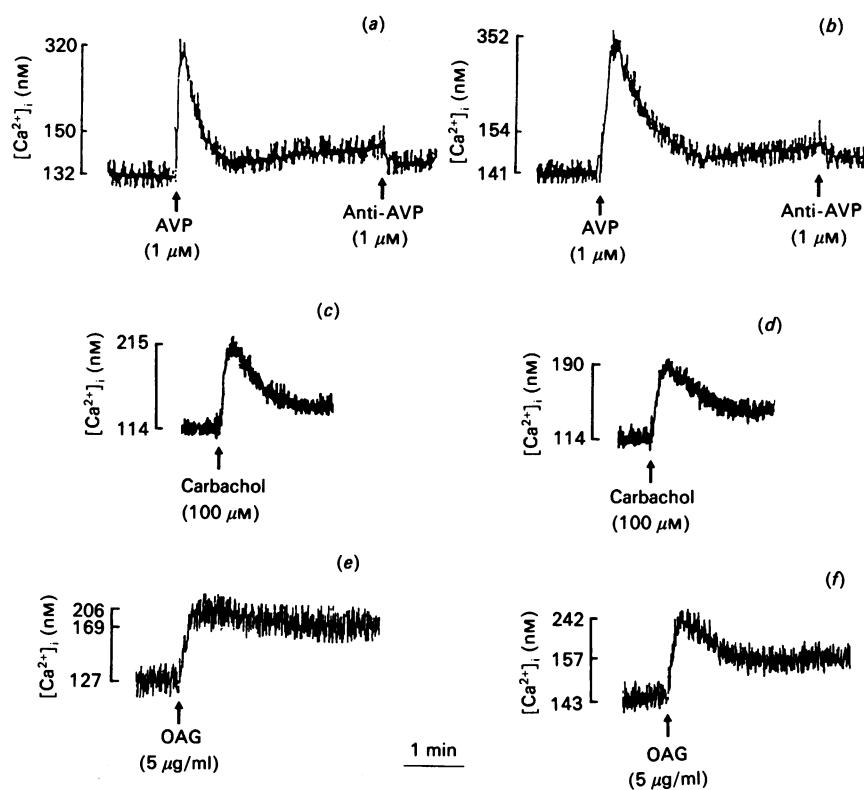 (a)
320
150
132
[Ca²⁺]ᵢ (nM)
AVP
(1 μM)
Anti-AVP
(1 μM)
(b)
352
154
141
[Ca²⁺]ᵢ (nM)
AVP
(1 μM)
Anti-AVP
(1 μM)
(c)
215
114
[Ca²⁺]ᵢ (nM)
Carbachol
(100 μM)
(d)
190
114
[Ca²⁺]ᵢ (nM)
Carbachol
(100 μM)
(e)
206
169
127
[Ca²⁺]ᵢ (nM)
OAG
(5 μg/ml)
1 min
(f)
242
157
143
[Ca²⁺]ᵢ (nM)
OAG
(5 μg/ml)